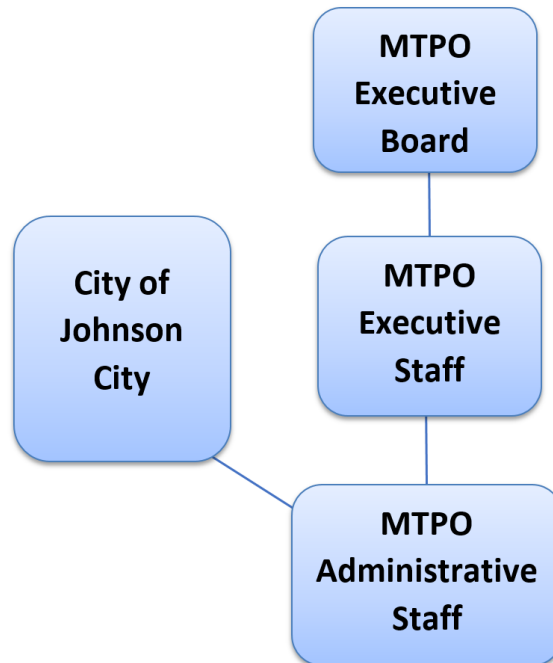 MTPO
Executive
Board
City of
Johnson
City
MTPO
Executive
Staff
MTPO
Administrative
Staff